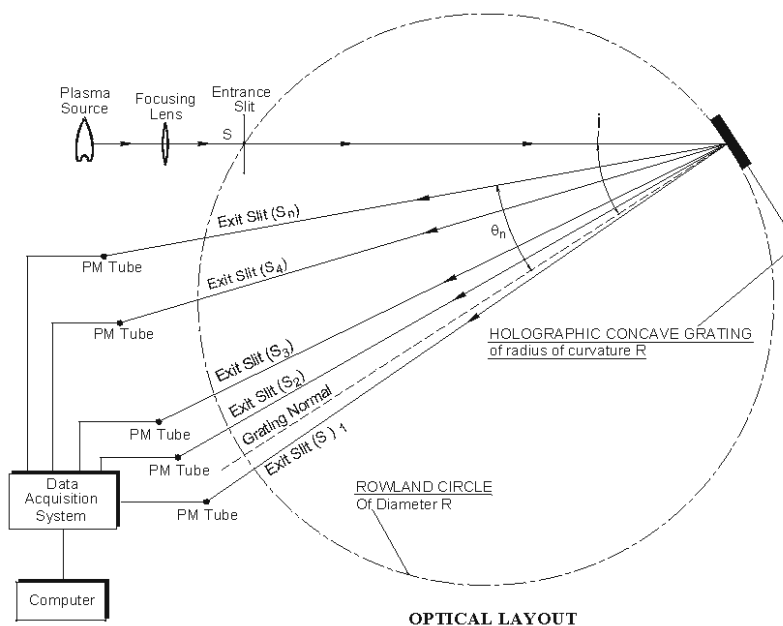 Plasma
Source
Focusing
Lens
Entrance
Slit
S
i
Exit Slit (Sn)
θn
PM Tube
Exit Slit (S4)
PM Tube
HOLOGRAPHIC CONCAVE GRATING
of radius of curvature R
Exit Slit (S3)
Exit Slit (S2)
Grating Normal
Exit Slit (S) 1
PM Tube
PM Tube
PM Tube
Data
Acquisition
System
ROWLAND CIRCLE
Of Diameter R
Computer
OPTICAL LAYOUT